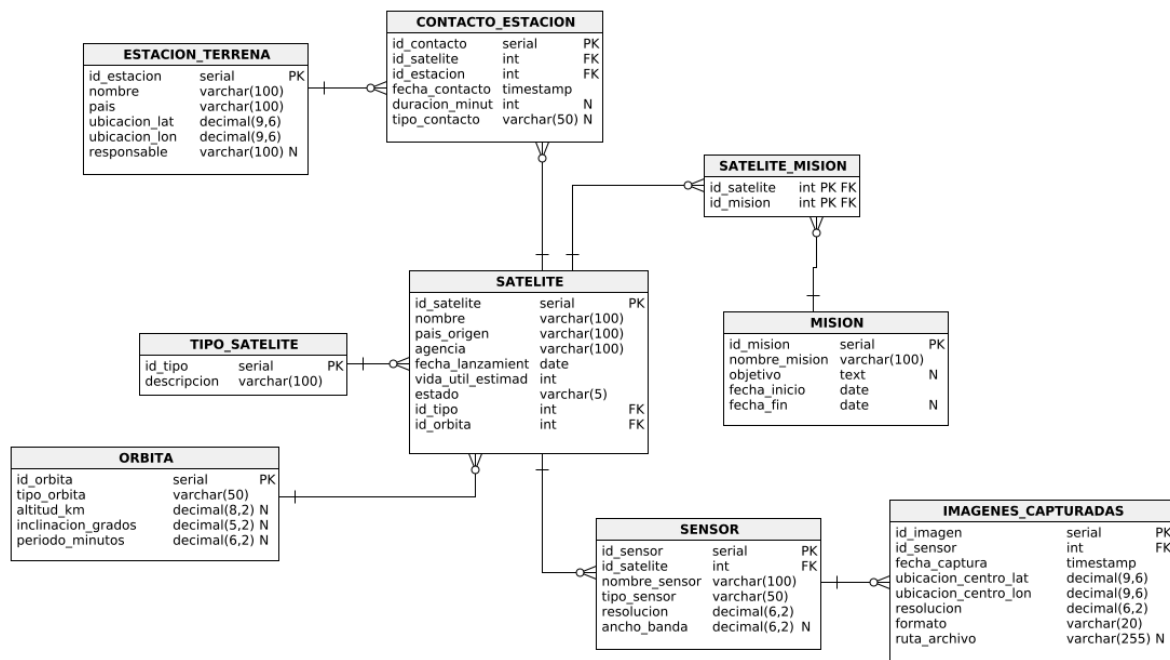 CONTACTO_ESTACION
id_contacto serial PK
id_satelite int FK
id_estacion int FK
fecha_contacto timestamp
duracion_minut int N
tipo_contacto varchar(50) N
ESTACION_TERRENA
id_estacion serial PK
nombre varchar(100)
pais varchar(100)
ubicacion_lat decimal(9,6)
ubicacion_lon decimal(9,6)
responsable varchar(100) N
SATELITE_MISION
id_satelite int PK FK
id_mision int PK FK
SATELITE
id_satelite serial PK
nombre varchar(100)
pais_origen varchar(100)
agencia varchar(100)
fecha_lanzamient date
vida_util_estimad int
estado varchar(5)
id_tipo int FK
id_orbita int FK
MISION
id_mision serial PK
nombre_mision varchar(100)
objetivo text N
fecha_inicio date
fecha_fin date N
TIPO_SATELITE
id_tipo serial PK
descripcion varchar(100)
ORBITA
id_orbita serial PK
tipo_orbita varchar(50)
altitud_km decimal(8,2) N
inclinacion_grados decimal(5,2) N
periodo_minutos decimal(6,2) N
SENSOR
id_sensor serial PK
id_satelite int FK
nombre_sensor varchar(100)
tipo_sensor varchar(50)
resolucion decimal(6,2)
ancho_banda decimal(6,2) N
IMAGENES_CAPTURADAS
id_imagen serial PK
id_sensor int FK
fecha_captura timestamp
ubicacion_centro_lat decimal(9,6)
ubicacion_centro_lon decimal(9,6)
resolucion decimal(6,2)
formato varchar(20)
ruta_archivo varchar(255) N